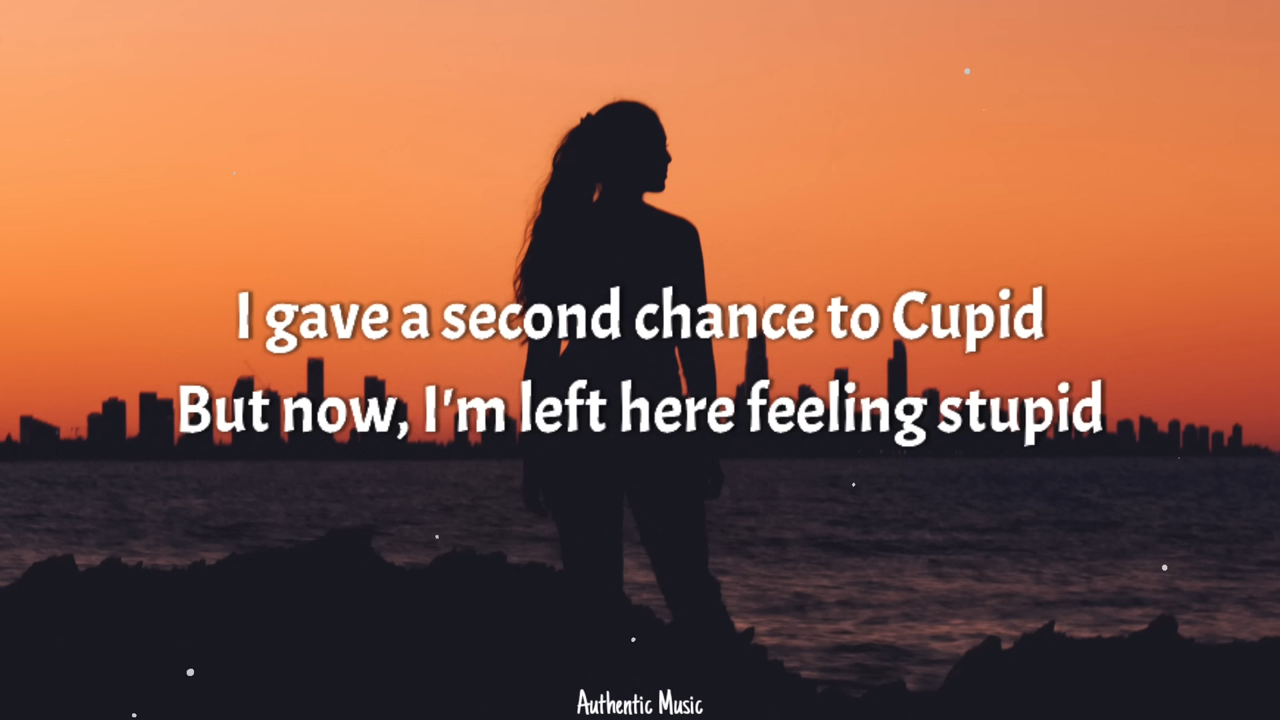 I gave a second chance to Cupid
But now, I'm left here feeling stupid
Authentic Music